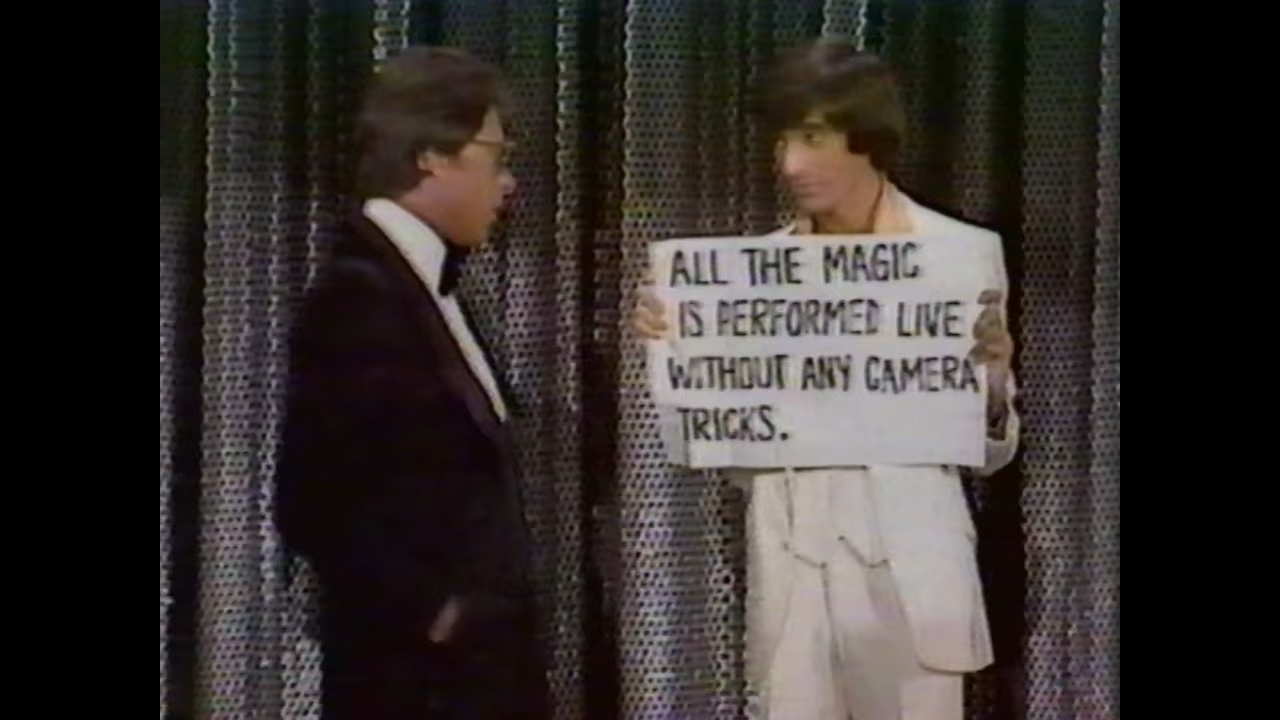 ALL THE MAGIC
IS PERFORMED LIVE
WITHOUT ANY CAMERA
TRICKS.